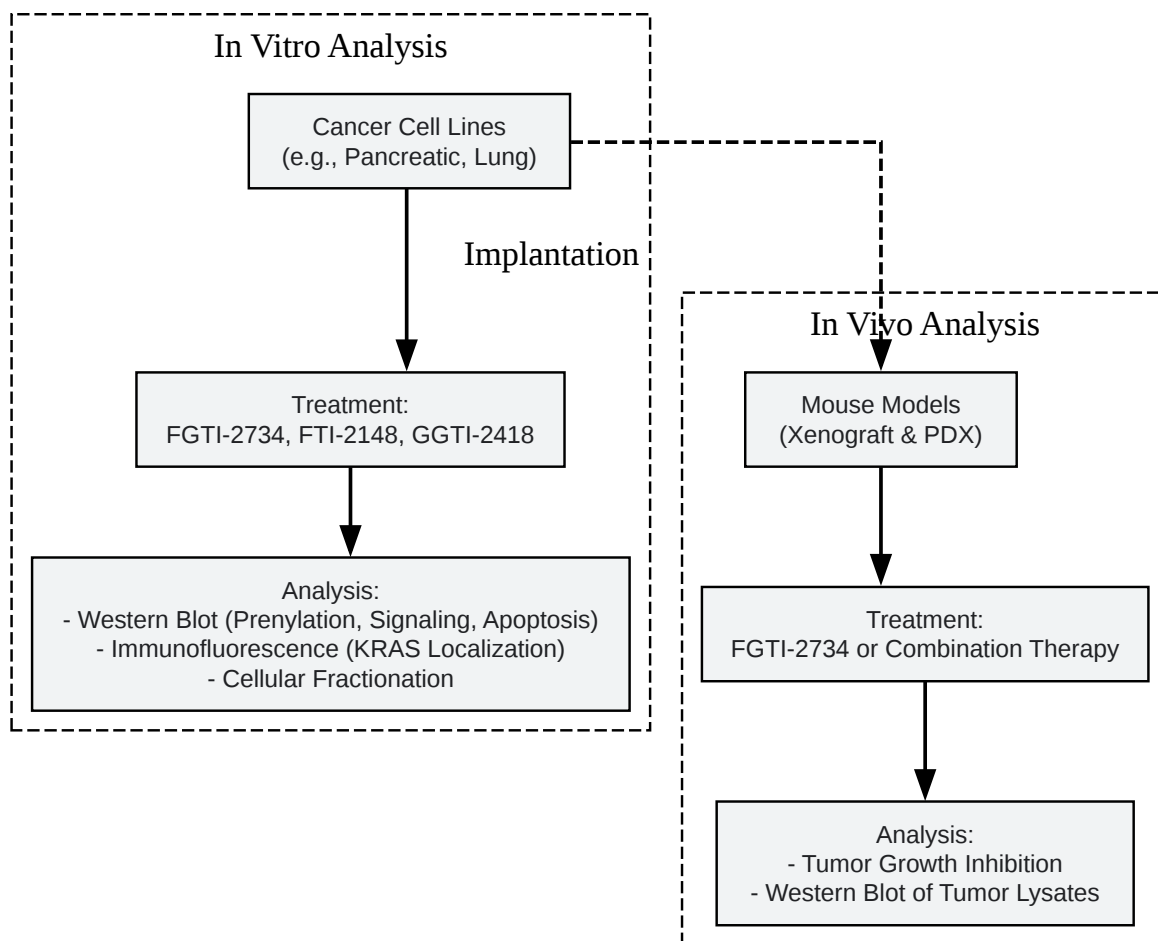 In Vitro Analysis
Cancer Cell Lines
(e.g., Pancreatic, Lung)
Implantation
Treatment:
FGTI-2734, FTI-2148, GGTI-2418
Analysis:
- Western Blot (Prenylation, Signaling, Apoptosis)
- Immunofluorescence (KRAS Localization)
- Cellular Fractionation
In Vivo Analysis
Mouse Models
(Xenograft & PDX)
Treatment:
FGTI-2734 or Combination Therapy
Analysis:
- Tumor Growth Inhibition
- Western Blot of Tumor Lysates